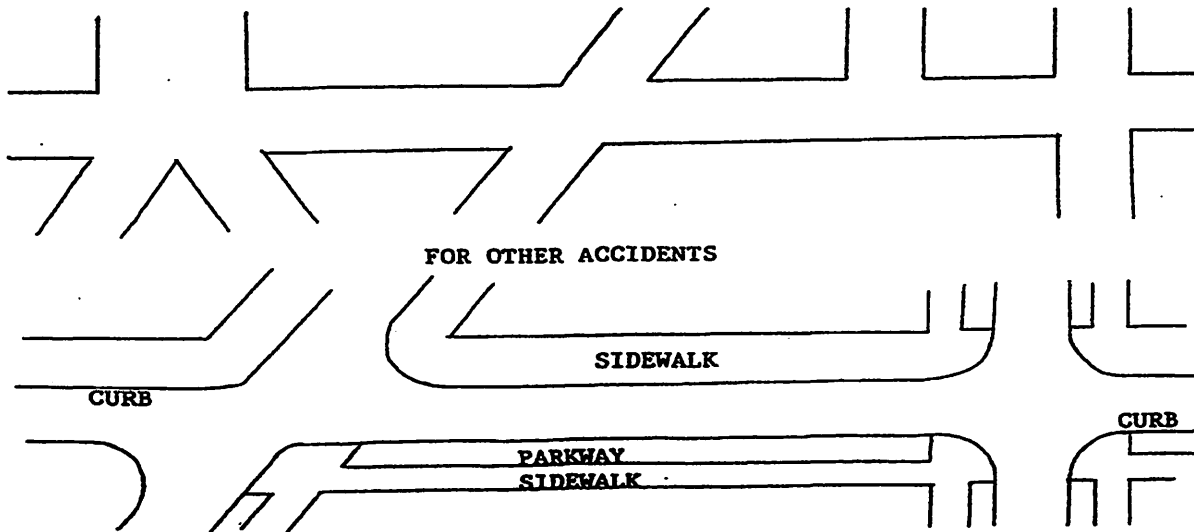 FOR OTHER ACCIDENTS
SIDEWALK
CURB
CURB
PARKWAY
SIDEWALK